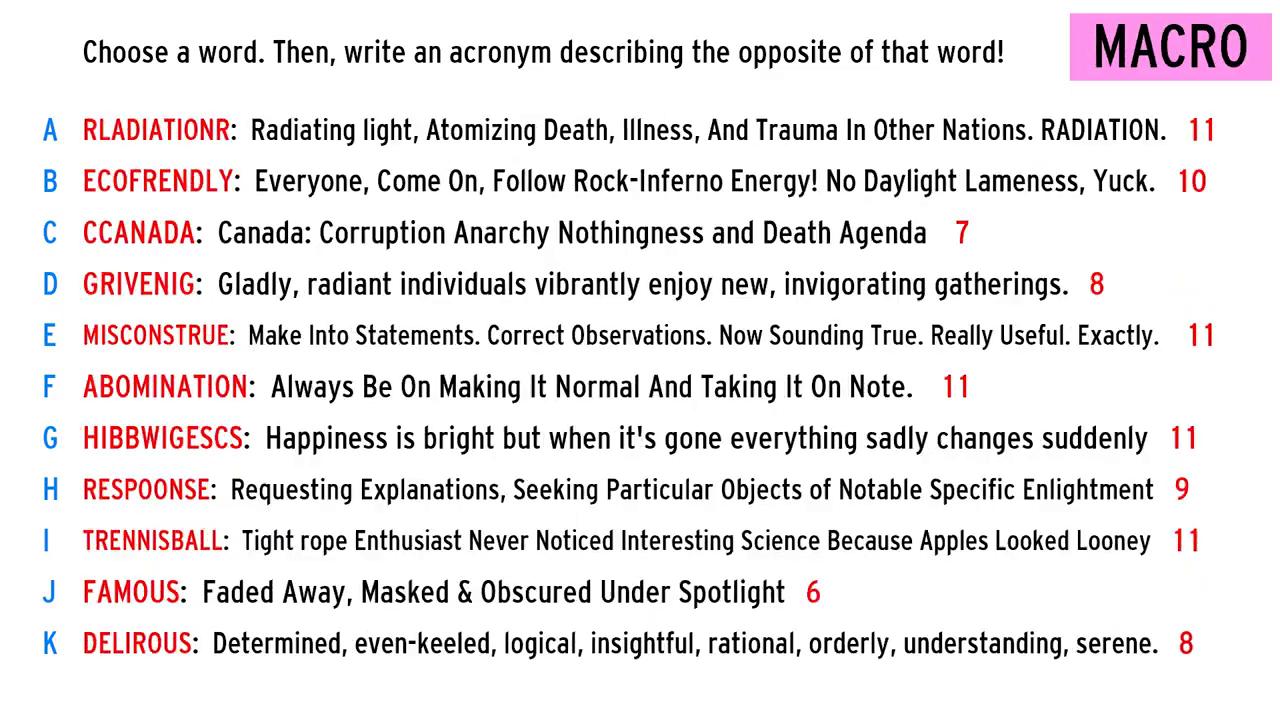 Choose a word. Then, write an acronym describing the opposite of that word!
MACRO
A RLADIATIONR: Radiating light, Atomizing Death, Illness, And Trauma In Other Nations. RADIATION. 11
B ECOFRENDLY: Everyone, Come On, Follow Rock-Inferno Energy! No Daylight Lameness, Yuck. 10
C CCANADA: Canada: Corruption Anarchy Nothingness and Death Agenda 7
D GRIVENIG: Gladly, radiant individuals vibrantly enjoy new, invigorating gatherings. 8
E MISCONSTRUE: Make Into Statements. Correct Observations. Now Sounding True. Really Useful. Exactly. 11
F ABOMINATION: Always Be On Making It Normal And Taking It On Note. 11
G HIBBWIGESCS: Happiness is bright but when it's gone everything sadly changes suddenly 11
H RESPOONSE: Requesting Explanations, Seeking Particular Objects of Notable Specific Enlightment 9
I TRENNISBALL: Tight rope Enthusiast Never Noticed Interesting Science Because Apples Looked Looney 11
J FAMOUS: Faded Away, Masked & Obscured Under Spotlight 6
K DELIROUS: Determined, even-keeled, logical, insightful, rational, orderly, understanding, serene. 8